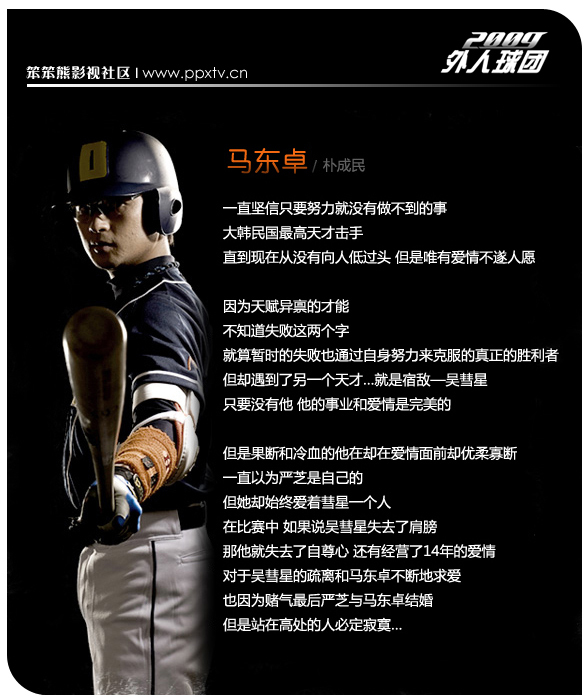 2009
外人球团
笨笨熊影视社区 | www.ppxtv.cn
马东卓 / 朴成民
一直坚信只要努力就没有做不到的事
大韩民国最高天才击手
直到现在从没有向人低过头 但是唯有爱情不遂人愿
因为天赋异禀的才能
不知道失败这两个字
就算暂时的失败也通过自身努力来克服的真正的胜利者
但却遇到了另一个天才...就是宿敌—吴彗星
只要没有他 他的事业和爱情是完美的
但是果断和冷血的他在却在爱情面前却优柔寡断
一直以为严芝是自己的
但她却始终爱着彗星一个人
在比赛中 如果说吴彗星失去了肩膀
那他就失去了自尊心 还有经营了14年的爱情
对于吴彗星的疏离和马东卓不断地求爱
也因为赌气最后严芝与马东卓结婚
但是站在高处的人必定寂寞...